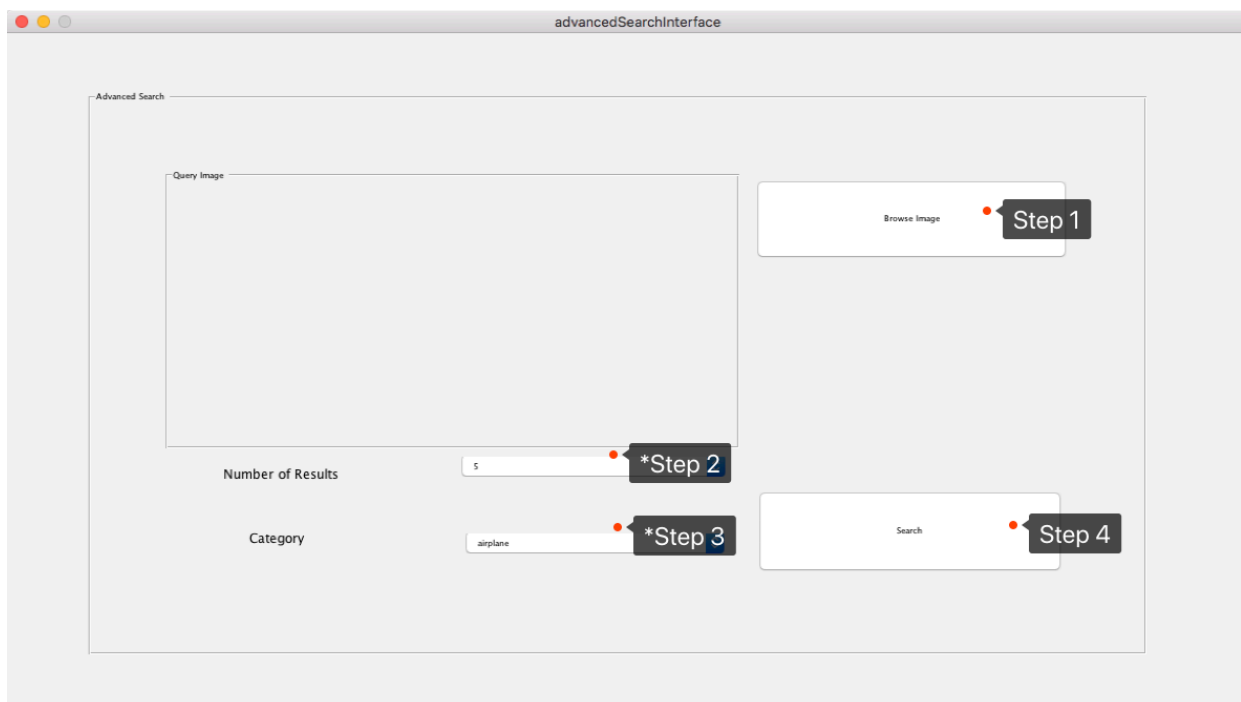 advancedSearchInterface
Advanced Search
Query Image
Browse Image
Step 1
Number of Results
5
*Step 2
Category
airplane
*Step 3
Search
Step 4